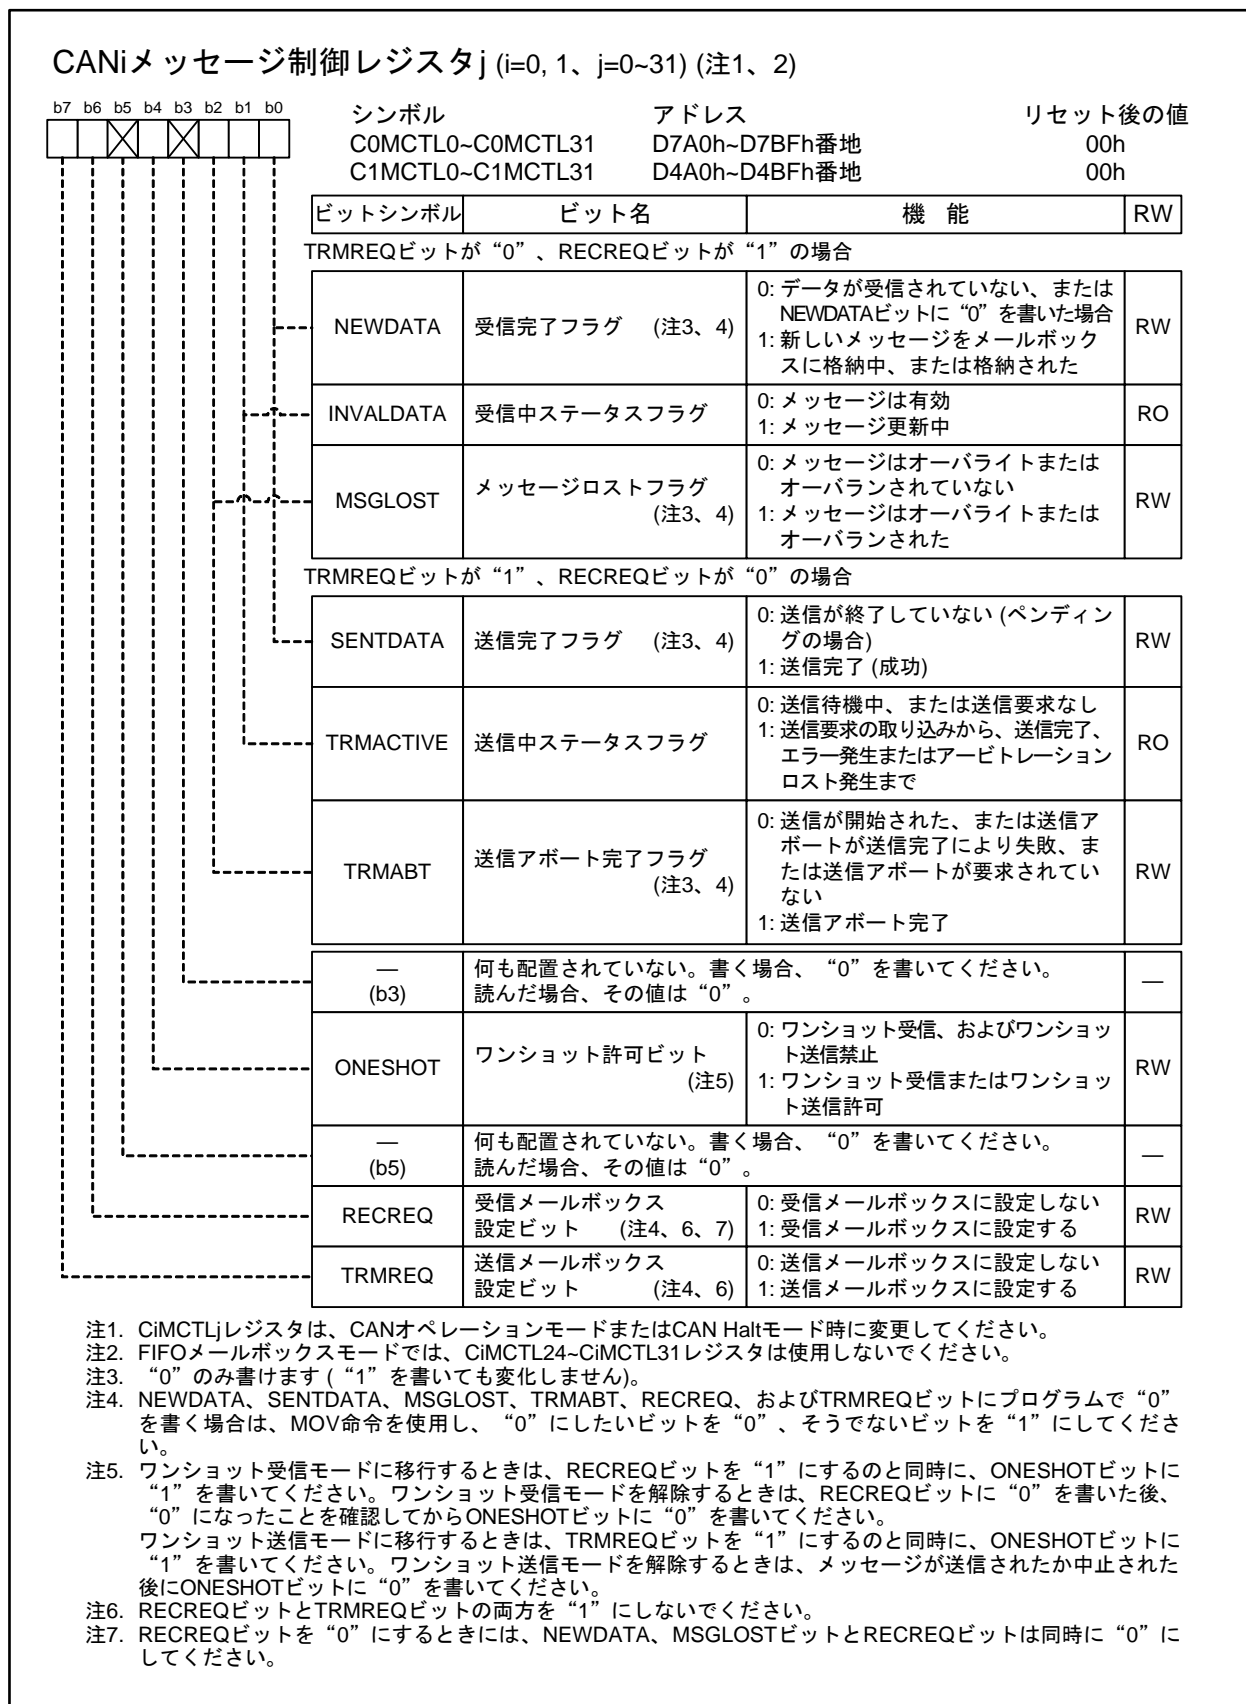 CANiメッセージ制御レジスタj (i=0, 1、j=0~31) (注1、2)
b7 b6 b5 b4 b3 b2 b1 b0
シンボル アドレス リセット後の値
C0MCTL0~C0MCTL31 D7A0h~D7BFh番地 00h
C1MCTL0~C1MCTL31 D4A0h~D4BFh番地 00h
ビットシンボル ビット名 機 能 RW
TRMREQビットが“0”、RECREQビットが“1”の場合
NEWDATA 受信完了フラグ (注3、4) RW
0: データが受信されていない、または
NEWDATAビットに“0”を書いた場合
1: 新しいメッセージをメールボック
スに格納中、または格納された
INVALDATA 受信中ステータスフラグ RO
0: メッセージは有効
1: メッセージ更新中
MSGLOST メッセージロストフラグ RW
(注3、4)
0: メッセージはオーバライトまたは
オーバランされていない
1: メッセージはオーバライトまたは
オーバランされた
TRMREQビットが“1”、RECREQビットが“0”の場合
SENTDATA 送信完了フラグ (注3、4) RW
0: 送信が終了していない (ペンディン
グの場合)
1: 送信完了 (成功)
TRMACTIVE 送信中ステータスフラグ RO
0: 送信待機中、または送信要求なし
1: 送信要求の取り込みから、送信完了、
エラー発生またはアービトレーション
ロスト発生まで
TRMABT 送信アボート完了フラグ RW
(注3、4)
0: 送信が開始された、または送信ア
ボートが送信完了により失敗、ま
たは送信アボートが要求されてい
ない
1: 送信アボート完了
— 何も配置されていない。書く場合、“0”を書いてください。 —
(b3) 読んだ場合、その値は“0”。
ONESHOT ワンショット許可ビット RW
(注5)
0: ワンショット受信、およびワンショッ
ト送信禁止
1: ワンショット受信またはワンショッ
ト送信許可
— 何も配置されていない。書く場合、“0”を書いてください。 —
(b5) 読んだ場合、その値は“0”。
RECREQ 受信メールボックス RW
設定ビット (注4、6、7)
0: 受信メールボックスに設定しない
1: 受信メールボックスに設定する
TRMREQ 送信メールボックス RW
設定ビット (注4、6)
0: 送信メールボックスに設定しない
1: 送信メールボックスに設定する
注1. CiMCTLjレジスタは、CANオペレーションモードまたはCAN Haltモード時に変更してください。
注2. FIFOメールボックスモードでは、CiMCTL24~CiMCTL31レジスタは使用しないでください。
注3. “0”のみ書けます (“1”を書いても変化しません)。
注4. NEWDATA、SENTDATA、MSGLOST、TRMABT、RECREQ、およびTRMREQビットにプログラムで“0”
を書く場合は、MOV命令を使用し、“0”にしたいビットを“0”、そうでないビットを“1”にしてくださ
い。
注5. ワンショット受信モードに移行するときは、RECREQビットを“1”にするのと同時に、ONESHOTビットに
“1”を書いてください。ワンショット受信モードを解除するときは、RECREQビットに“0”を書いた後、
“0”になったことを確認してからONESHOTビットに“0”を書いてください。
ワンショット送信モードに移行するときは、TRMREQビットを“1”にするのと同時に、ONESHOTビットに
“1”を書いてください。ワンショット送信モードを解除するときは、メッセージが送信されたか中止された
後にONESHOTビットに“0”を書いてください。
注6. RECREQビットとTRMREQビットの両方を“1”にしないでください。
注7. RECREQビットを“0”にするときには、NEWDATA、MSGLOSTビットとRECREQビットは同時に“0”に
してください。